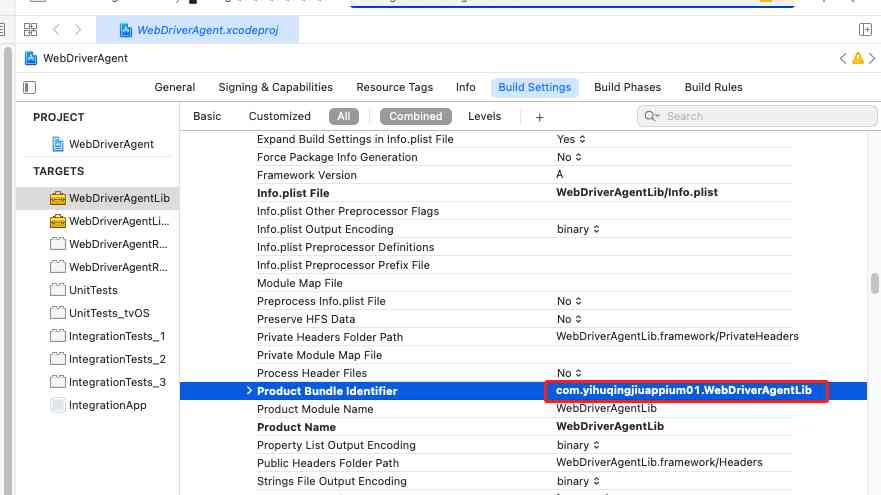 WebDriverAgent.xcodeproj
WebDriverAgent
General Signing & Capabilities Resource Tags Info Build Settings Build Phases Build Rules
Basic Customized All Combined Levels + Search
PROJECT
WebDriverAgent
TARGETS
WebDriverAgentLib
WebDriverAgentLi...
WebDriverAgentR...
WebDriverAgentR...
UnitTests
UnitTests_tvOS
IntegrationTests_1
IntegrationTests_2
IntegrationTests_3
IntegrationApp
Expand Build Settings in Info.plist File Yes
Force Package Info Generation No
Framework Version A
Info.plist File WebDriverAgentLib/Info.plist
Info.plist Other Preprocessor Flags
Info.plist Output Encoding binary
Info.plist Preprocessor Definitions
Info.plist Preprocessor Prefix File
Module Map File
Preprocess Info.plist File No
Preserve HFS Data No
Private Headers Folder Path WebDriverAgentLib.framework/PrivateHeaders
Private Module Map File
Process Header Files No
Product Bundle Identifier com.yihuqingjiuappium01.WebDriverAgentLib
Product Module Name WebDriverAgentLib
Product Name WebDriverAgentLib
Property List Output Encoding binary
Public Headers Folder Path WebDriverAgentLib.framework/Headers
Strings File Output Encoding binary